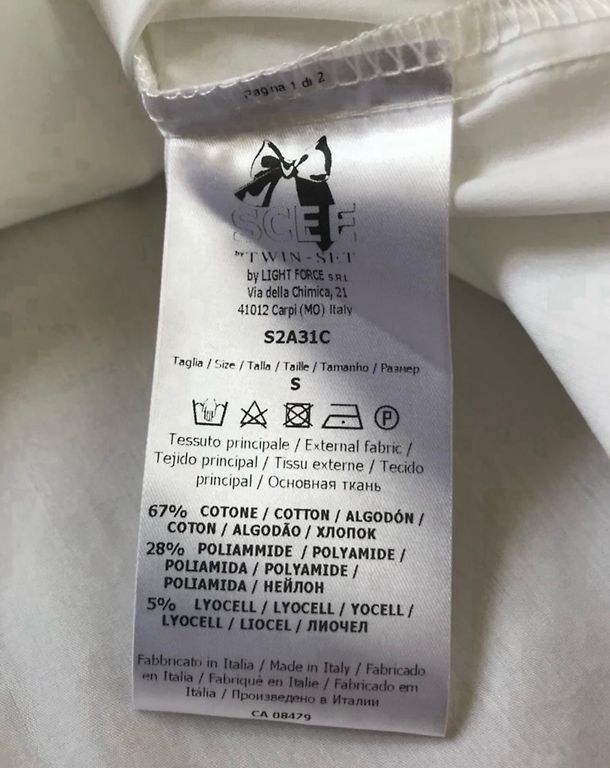 Pagina 1 di 2
SCEE
by TWIN-SET
by LIGHT FORCE S.R.L
Via della Chimica, 21
41012 Carpi (MO) Italy
S2A31C
Taglia / Size / Talla / Taille / Tamanho / Размер
S
P
Tessuto principale / External fabric /
Tejido principal / Tissu externe / Tecido
principal / Основная ткань
67% COTONE / COTTON / ALGODÓN /
COTON / ALGODÃO / ХЛОПОК
28% POLIAMMIDE / POLYAMIDE /
POLIAMIDA / POLYAMIDE /
POLIAMIDA / НЕЙЛОН
5% LYOCELL / LYOCELL / YOCELL /
LYOCELL / LIOCEL / ЛИОЧЕЛ
Fabbricato in Italia / Made in Italy / Fabricado
en Italia / Fabriqué en Italie / Fabricado em
Itália / Произведено в Италии
CA 08479